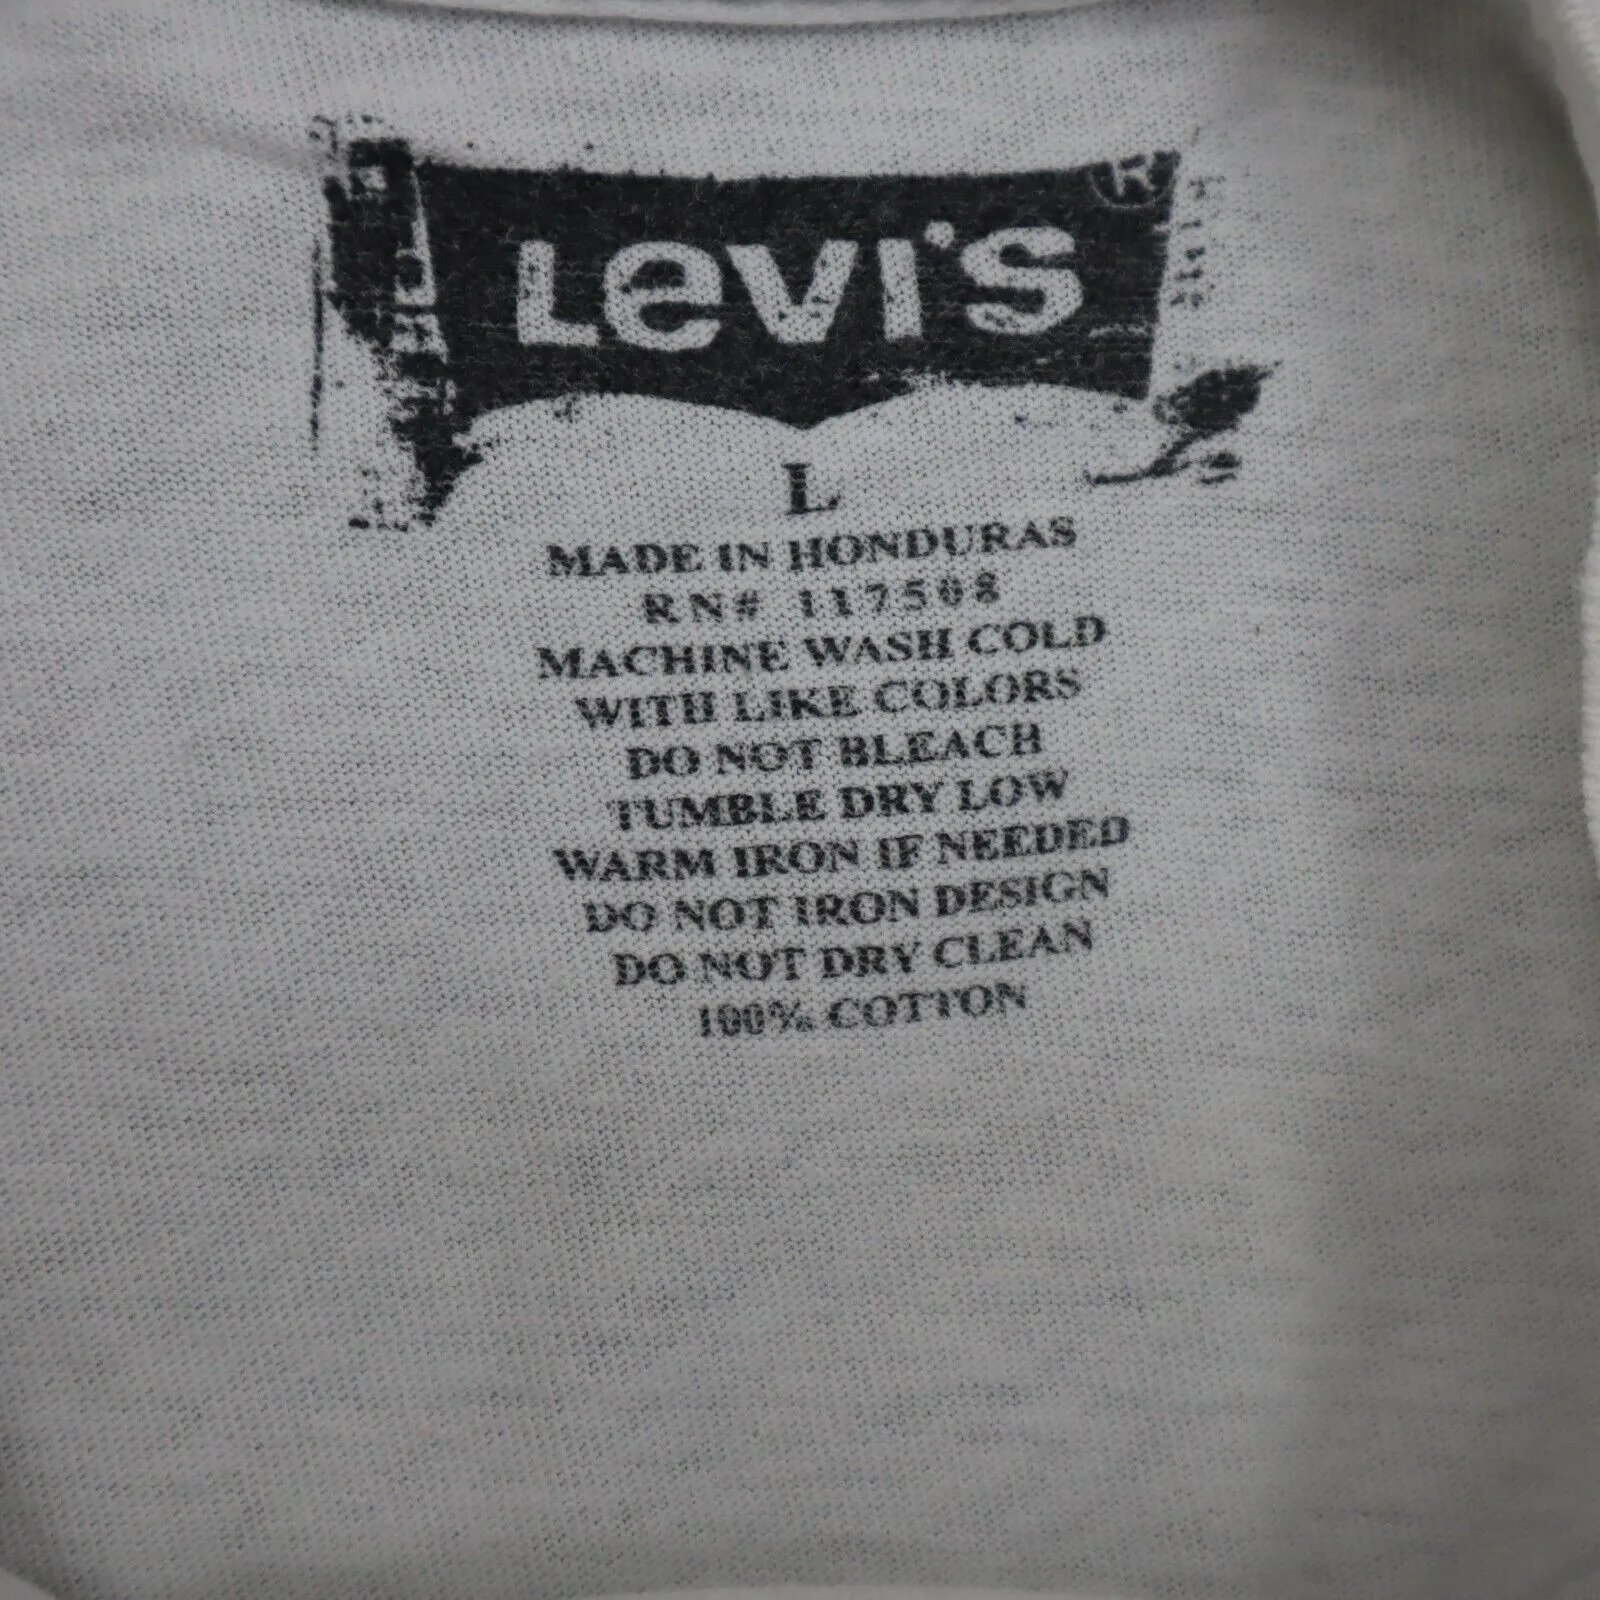 Levi's®
L
MADE IN HONDURAS
RN# 117508
MACHINE WASH COLD
WITH LIKE COLORS
DO NOT BLEACH
TUMBLE DRY LOW
WARM IRON IF NEEDED
DO NOT IRON DESIGN
DO NOT DRY CLEAN
100% COTTON